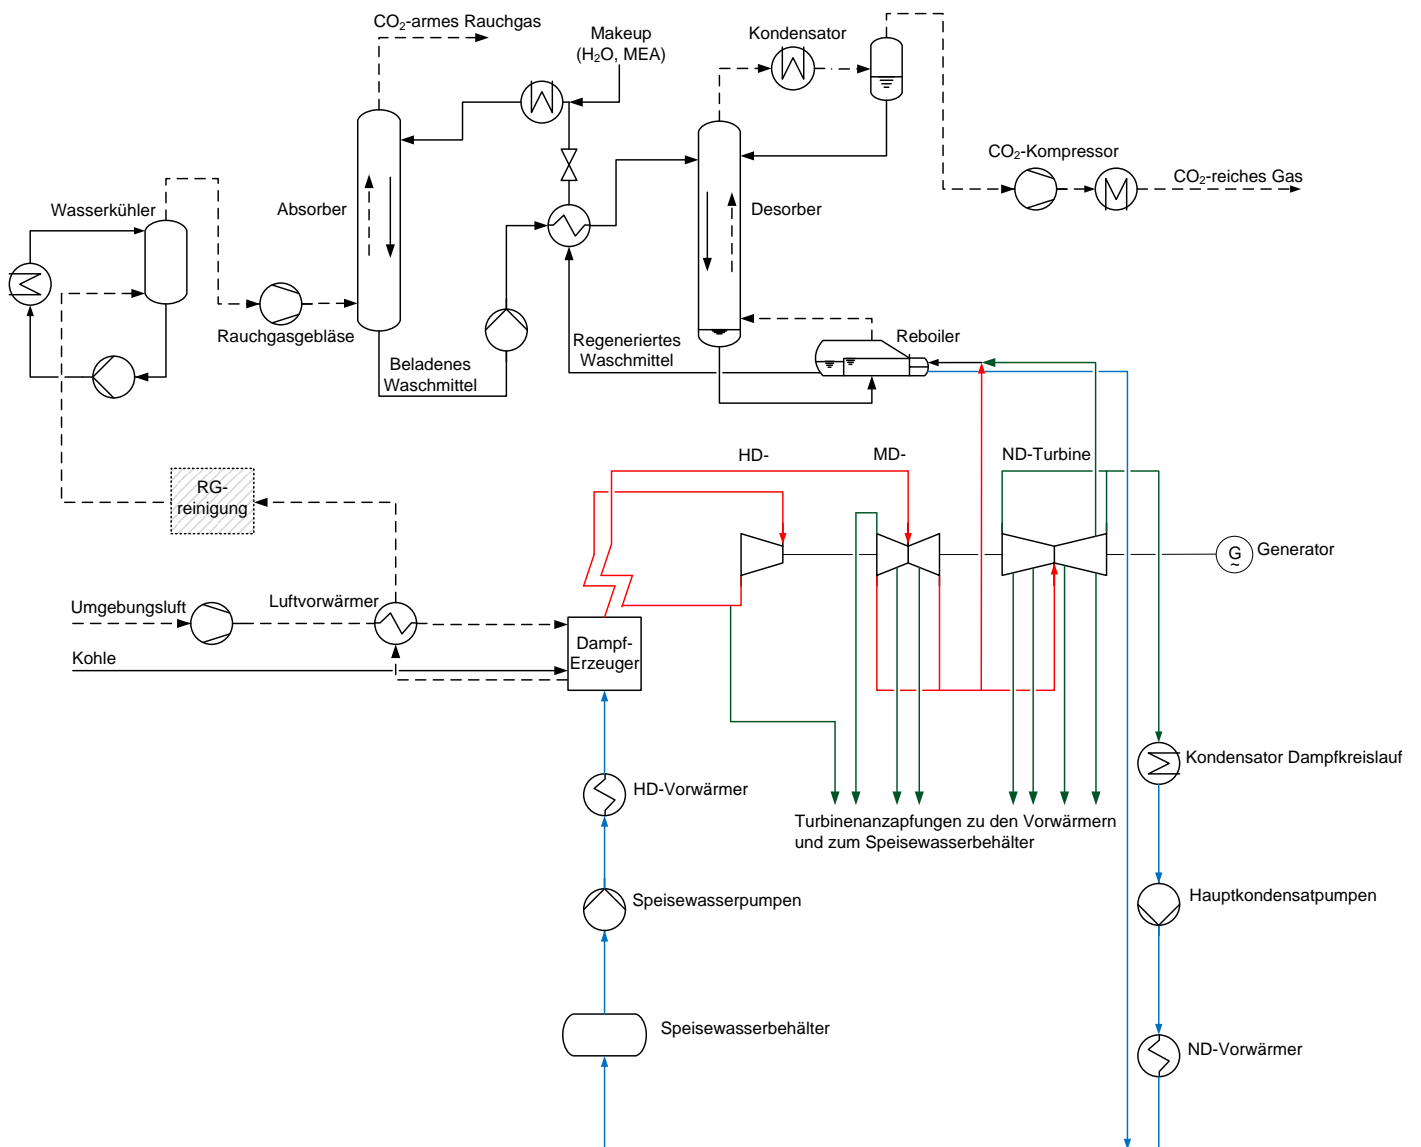 CO₂-armes Rauchgas
Makeup
(H₂O, MEA)
Kondensator
CO₂-Kompressor
CO₂-reiches Gas
Wasserkühler
Absorber
Desorber
Rauchgasgebläse
Regeneriertes
Waschmittel
Reboiler
Beladenes
Waschmittel
HD-
MD-
ND-Turbine
RG-
reinigung
G
~
Generator
Umgebungsluft
Luftvorwärmer
Dampf-
Erzeuger
Kohle
Kondensator Dampfkreislauf
HD-Vorwärmer
Turbinenanzapfungen zu den Vorwärmern
und zum Speisewasserbehälter
Speisewasserpumpen
Hauptkondensatpumpen
Speisewasserbehälter
ND-Vorwärmer